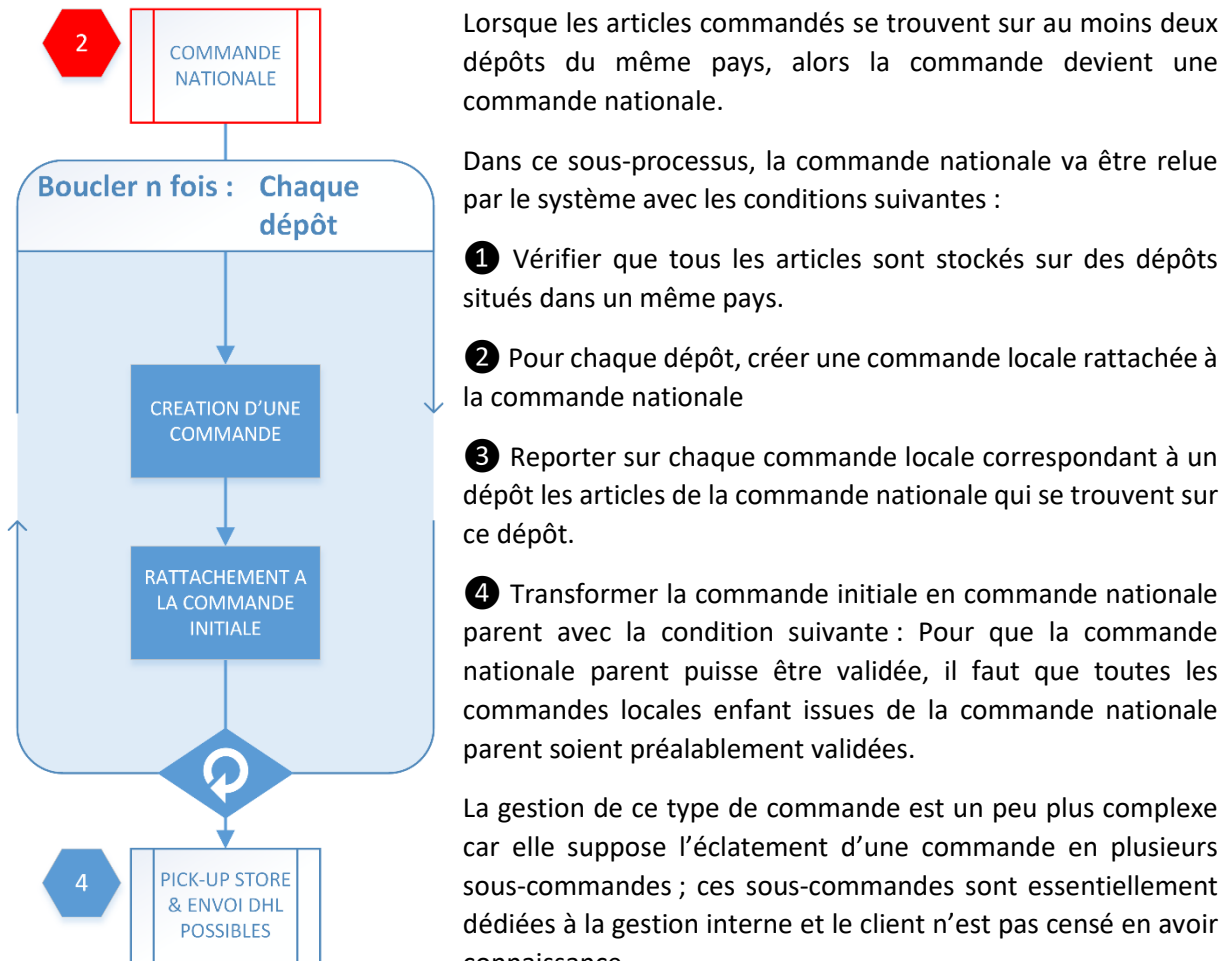 2
COMMANDE
NATIONALE
Boucler n fois : Chaque
dépôt
CREATION D'UNE
COMMANDE
RATTACHEMENT A
LA COMMANDE
INITIALE
4
PICK-UP STORE
& ENVOI DHL
POSSIBLES
Lorsque les articles commandés se trouvent sur au moins deux
dépôts du même pays, alors la commande devient une
commande nationale.
Dans ce sous-processus, la commande nationale va être relue
par le système avec les conditions suivantes :
❶ Vérifier que tous les articles sont stockés sur des dépôts
situés dans un même pays.
❷ Pour chaque dépôt, créer une commande locale rattachée à
la commande nationale
❸ Reporter sur chaque commande locale correspondant à un
dépôt les articles de la commande nationale qui se trouvent sur
ce dépôt.
❹ Transformer la commande initiale en commande nationale
parent avec la condition suivante : Pour que la commande
nationale parent puisse être validée, il faut que toutes les
commandes locales enfant issues de la commande nationale
parent soient préalablement validées.
La gestion de ce type de commande est un peu plus complexe
car elle suppose l'éclatement d'une commande en plusieurs
sous-commandes ; ces sous-commandes sont essentiellement
dédiées à la gestion interne et le client n'est pas censé en avoir